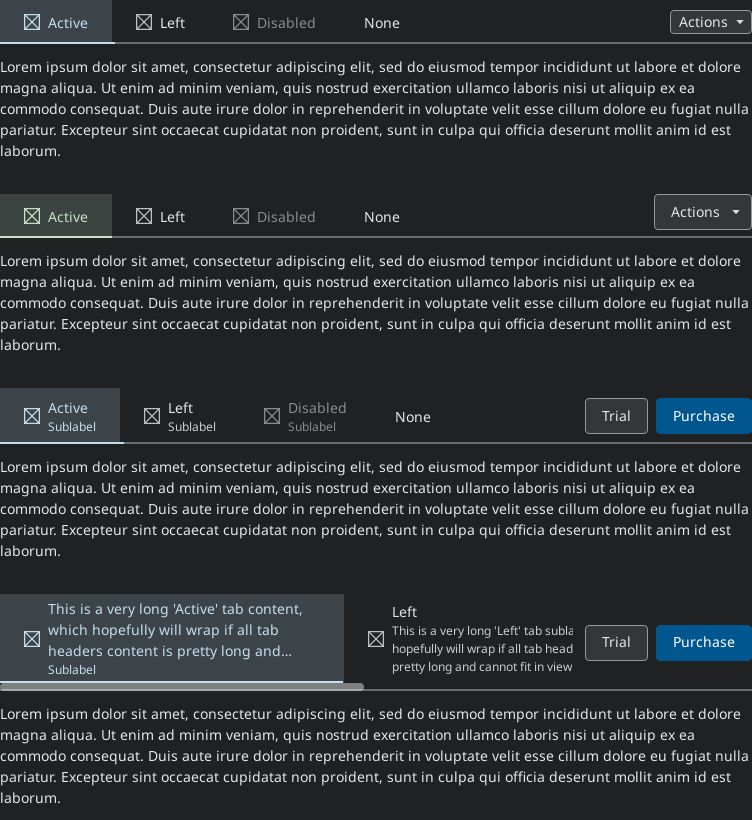 Active Left Disabled None Actions
Lorem ipsum dolor sit amet, consectetur adipiscing elit, sed do eiusmod tempor incididunt ut labore et dolore
magna aliqua. Ut enim ad minim veniam, quis nostrud exercitation ullamco laboris nisi ut aliquip ex ea
commodo consequat. Duis aute irure dolor in reprehenderit in voluptate velit esse cillum dolore eu fugiat nulla
pariatur. Excepteur sint occaecat cupidatat non proident, sunt in culpa qui officia deserunt mollit anim id est
laborum.
Active Left Disabled None Actions
Lorem ipsum dolor sit amet, consectetur adipiscing elit, sed do eiusmod tempor incididunt ut labore et dolore
magna aliqua. Ut enim ad minim veniam, quis nostrud exercitation ullamco laboris nisi ut aliquip ex ea
commodo consequat. Duis aute irure dolor in reprehenderit in voluptate velit esse cillum dolore eu fugiat nulla
pariatur. Excepteur sint occaecat cupidatat non proident, sunt in culpa qui officia deserunt mollit anim id est
laborum.
Active
Sublabel
Left
Sublabel
Disabled
Sublabel
None
Trial
Purchase
Lorem ipsum dolor sit amet, consectetur adipiscing elit, sed do eiusmod tempor incididunt ut labore et dolore
magna aliqua. Ut enim ad minim veniam, quis nostrud exercitation ullamco laboris nisi ut aliquip ex ea
commodo consequat. Duis aute irure dolor in reprehenderit in voluptate velit esse cillum dolore eu fugiat nulla
pariatur. Excepteur sint occaecat cupidatat non proident, sunt in culpa qui officia deserunt mollit anim id est
laborum.
This is a very long 'Active' tab content,
which hopefully will wrap if all tab
headers content is pretty long and…
Sublabel
Left
This is a very long 'Left' tab subla
hopefully will wrap if all tab head
pretty long and cannot fit in view
Trial
Purchase
Lorem ipsum dolor sit amet, consectetur adipiscing elit, sed do eiusmod tempor incididunt ut labore et dolore
magna aliqua. Ut enim ad minim veniam, quis nostrud exercitation ullamco laboris nisi ut aliquip ex ea
commodo consequat. Duis aute irure dolor in reprehenderit in voluptate velit esse cillum dolore eu fugiat nulla
pariatur. Excepteur sint occaecat cupidatat non proident, sunt in culpa qui officia deserunt mollit anim id est
laborum.